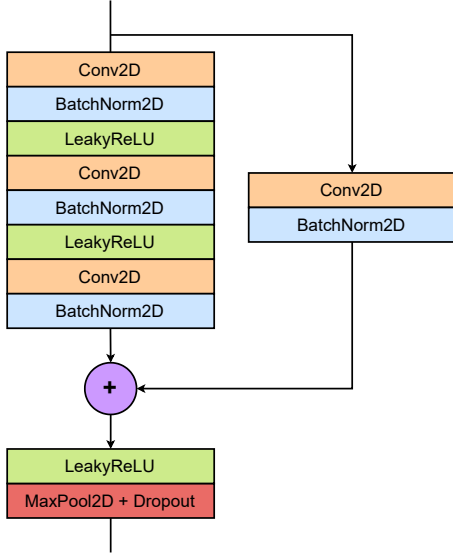 Conv2D
BatchNorm2D
LeakyReLU
Conv2D
BatchNorm2D
LeakyReLU
Conv2D
BatchNorm2D
Conv2D
BatchNorm2D
+
LeakyReLU
MaxPool2D + Dropout